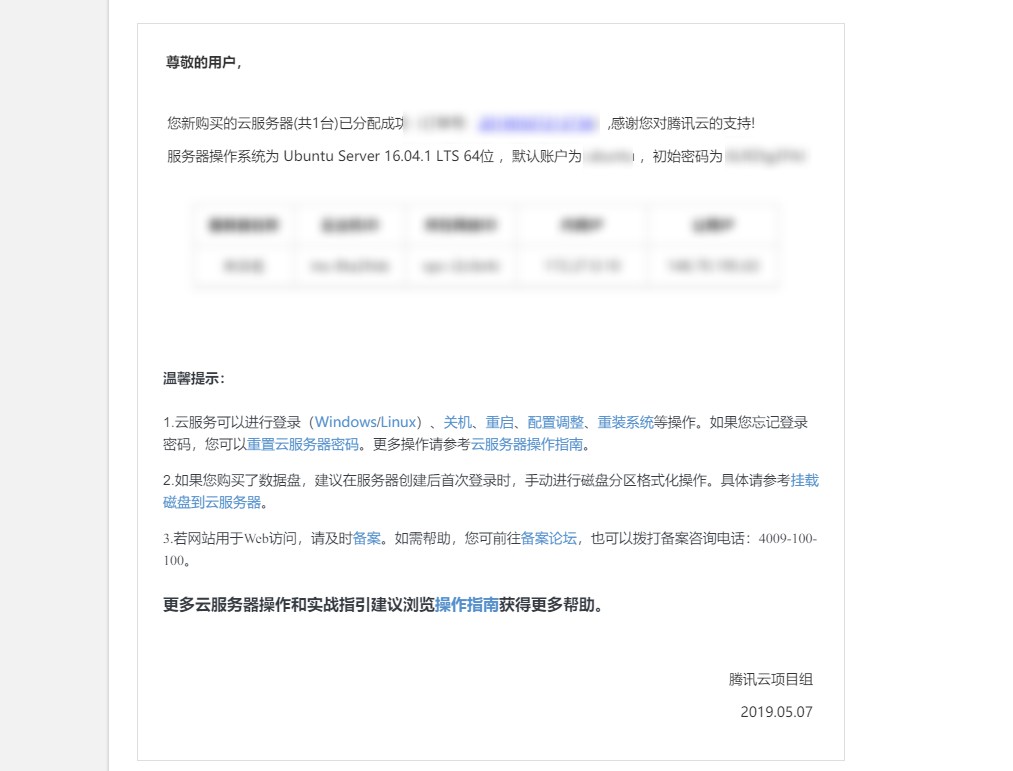 尊敬的用户，
您新购买的云服务器(共1台)已分配成功 ,感谢您对腾讯云的支持!
服务器操作系统为 Ubuntu Server 16.04.1 LTS 64位 ，默认账户为 ，初始密码为
温馨提示：
1.云服务可以进行登录（Windows/Linux）、关机、重启、配置调整、重装系统等操作。如果您忘记登录
密码，您可以重置云服务器密码。更多操作请参考云服务器操作指南。
2.如果您购买了数据盘，建议在服务器创建后首次登录时，手动进行磁盘分区格式化操作。具体请参考挂载
磁盘到云服务器。
3.若网站用于Web访问，请及时备案。如需帮助，您可前往备案论坛，也可以拨打备案咨询电话：4009-100-
100。
更多云服务器操作和实战指引建议浏览操作指南获得更多帮助。
腾讯云项目组
2019.05.07